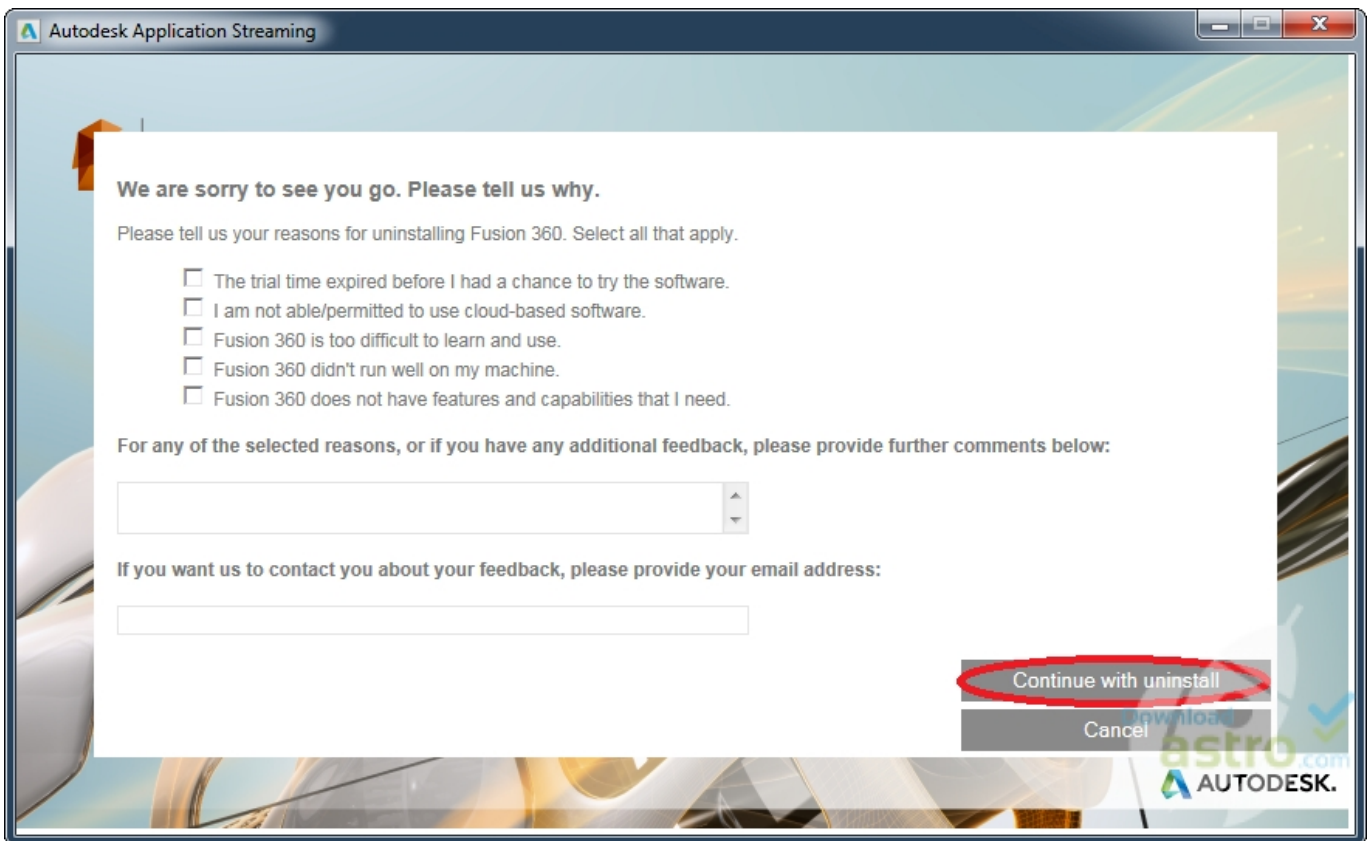 Autodesk Application Streaming
We are sorry to see you go. Please tell us why.
Please tell us your reasons for uninstalling Fusion 360. Select all that apply.
The trial time expired before I had a chance to try the software.
I am not able/permitted to use cloud-based software.
Fusion 360 is too difficult to learn and use.
Fusion 360 didn't run well on my machine.
Fusion 360 does not have features and capabilities that I need.
For any of the selected reasons, or if you have any additional feedback, please provide further comments below:
If you want us to contact you about your feedback, please provide your email address:
Continue with uninstall
Cancel
Download
astro.com
AUTODESK.